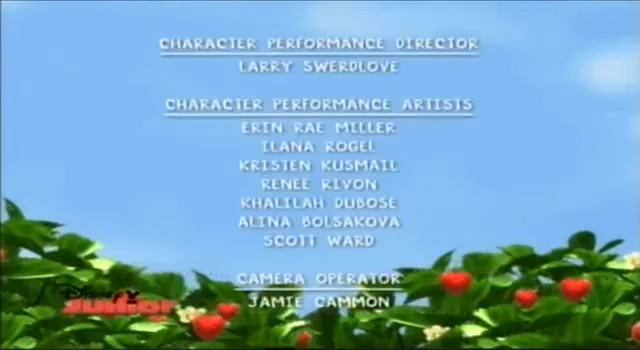 CHARACTER PERFORMANCE DIRECTOR
LARRY SWERDLOVE
CHARACTER PERFORMANCE ARTISTS
ERIN RAE MILLER
ILANA ROGEL
KRISTEN KUSMAIL
RENEE RIVON
KHALILAH DUBOSE
ALINA BOLSAKOVA
SCOTT WARD
CAMERA OPERATOR
JAMIE CAMMON
Disney
Junior